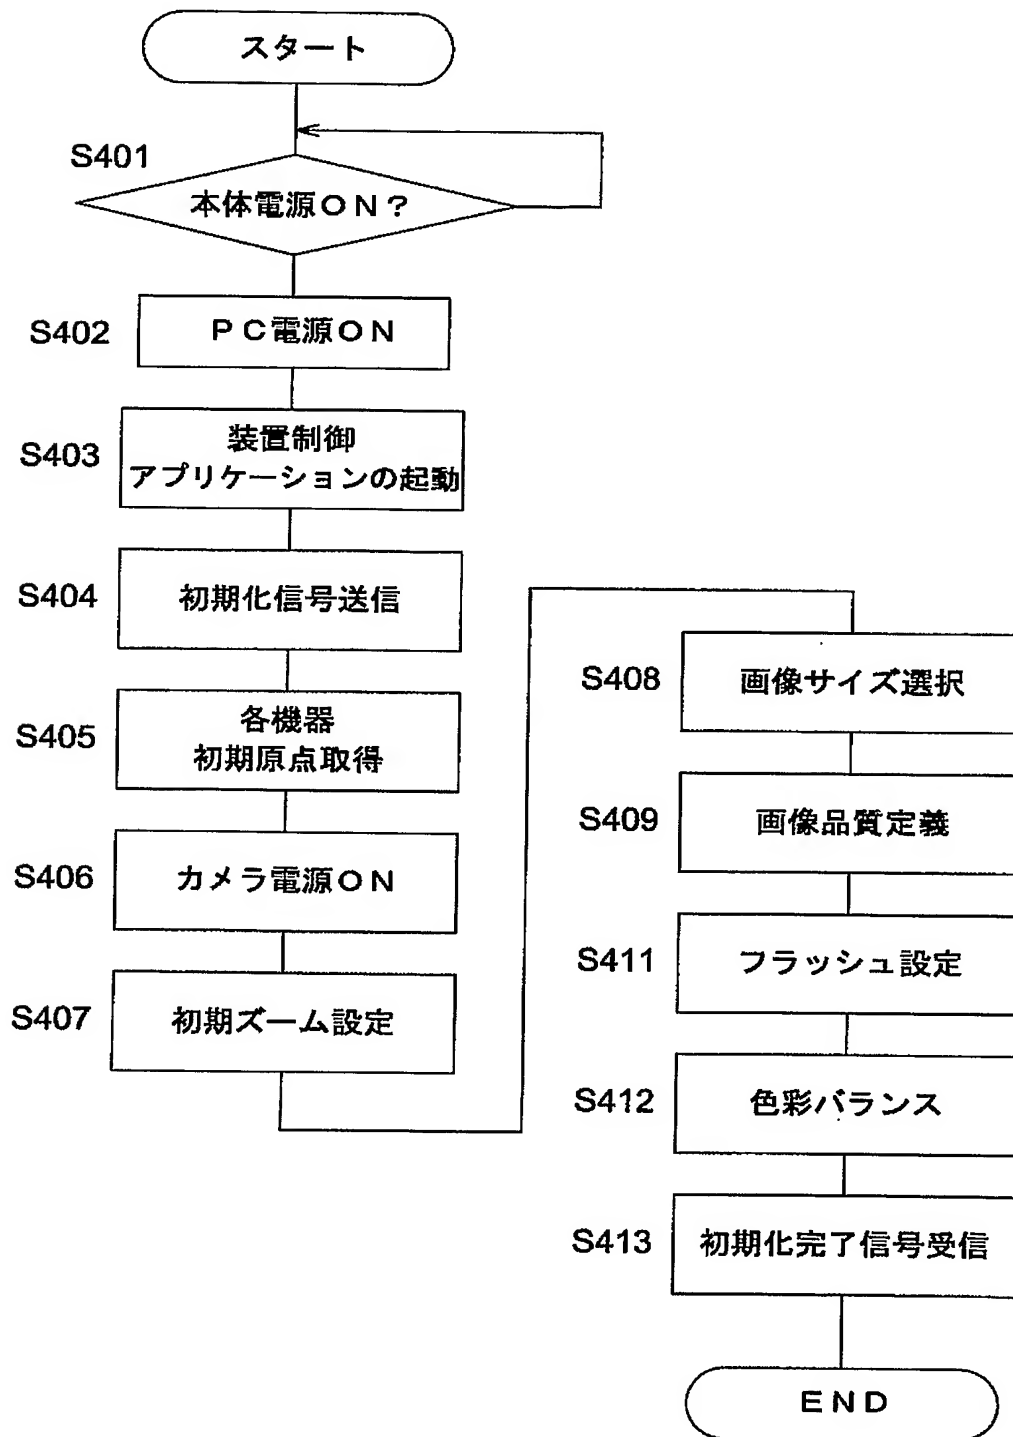 スタート
S401
本体電源ON?
S402
PC電源ON
S403
装置制御
アプリケーションの起動
S404
初期化信号送信
S405
各機器
初期原点取得
S406
カメラ電源ON
S407
初期ズーム設定
S408
画像サイズ選択
S409
画像品質定義
S411
フラッシュ設定
S412
色彩バランス
S413
初期化完了信号受信
END